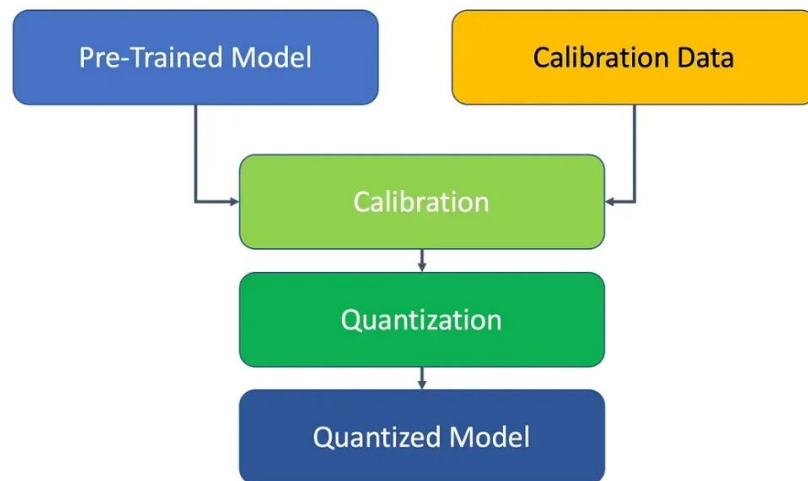 Pre-Trained Model
Calibration Data
Calibration
Quantization
Quantized Model